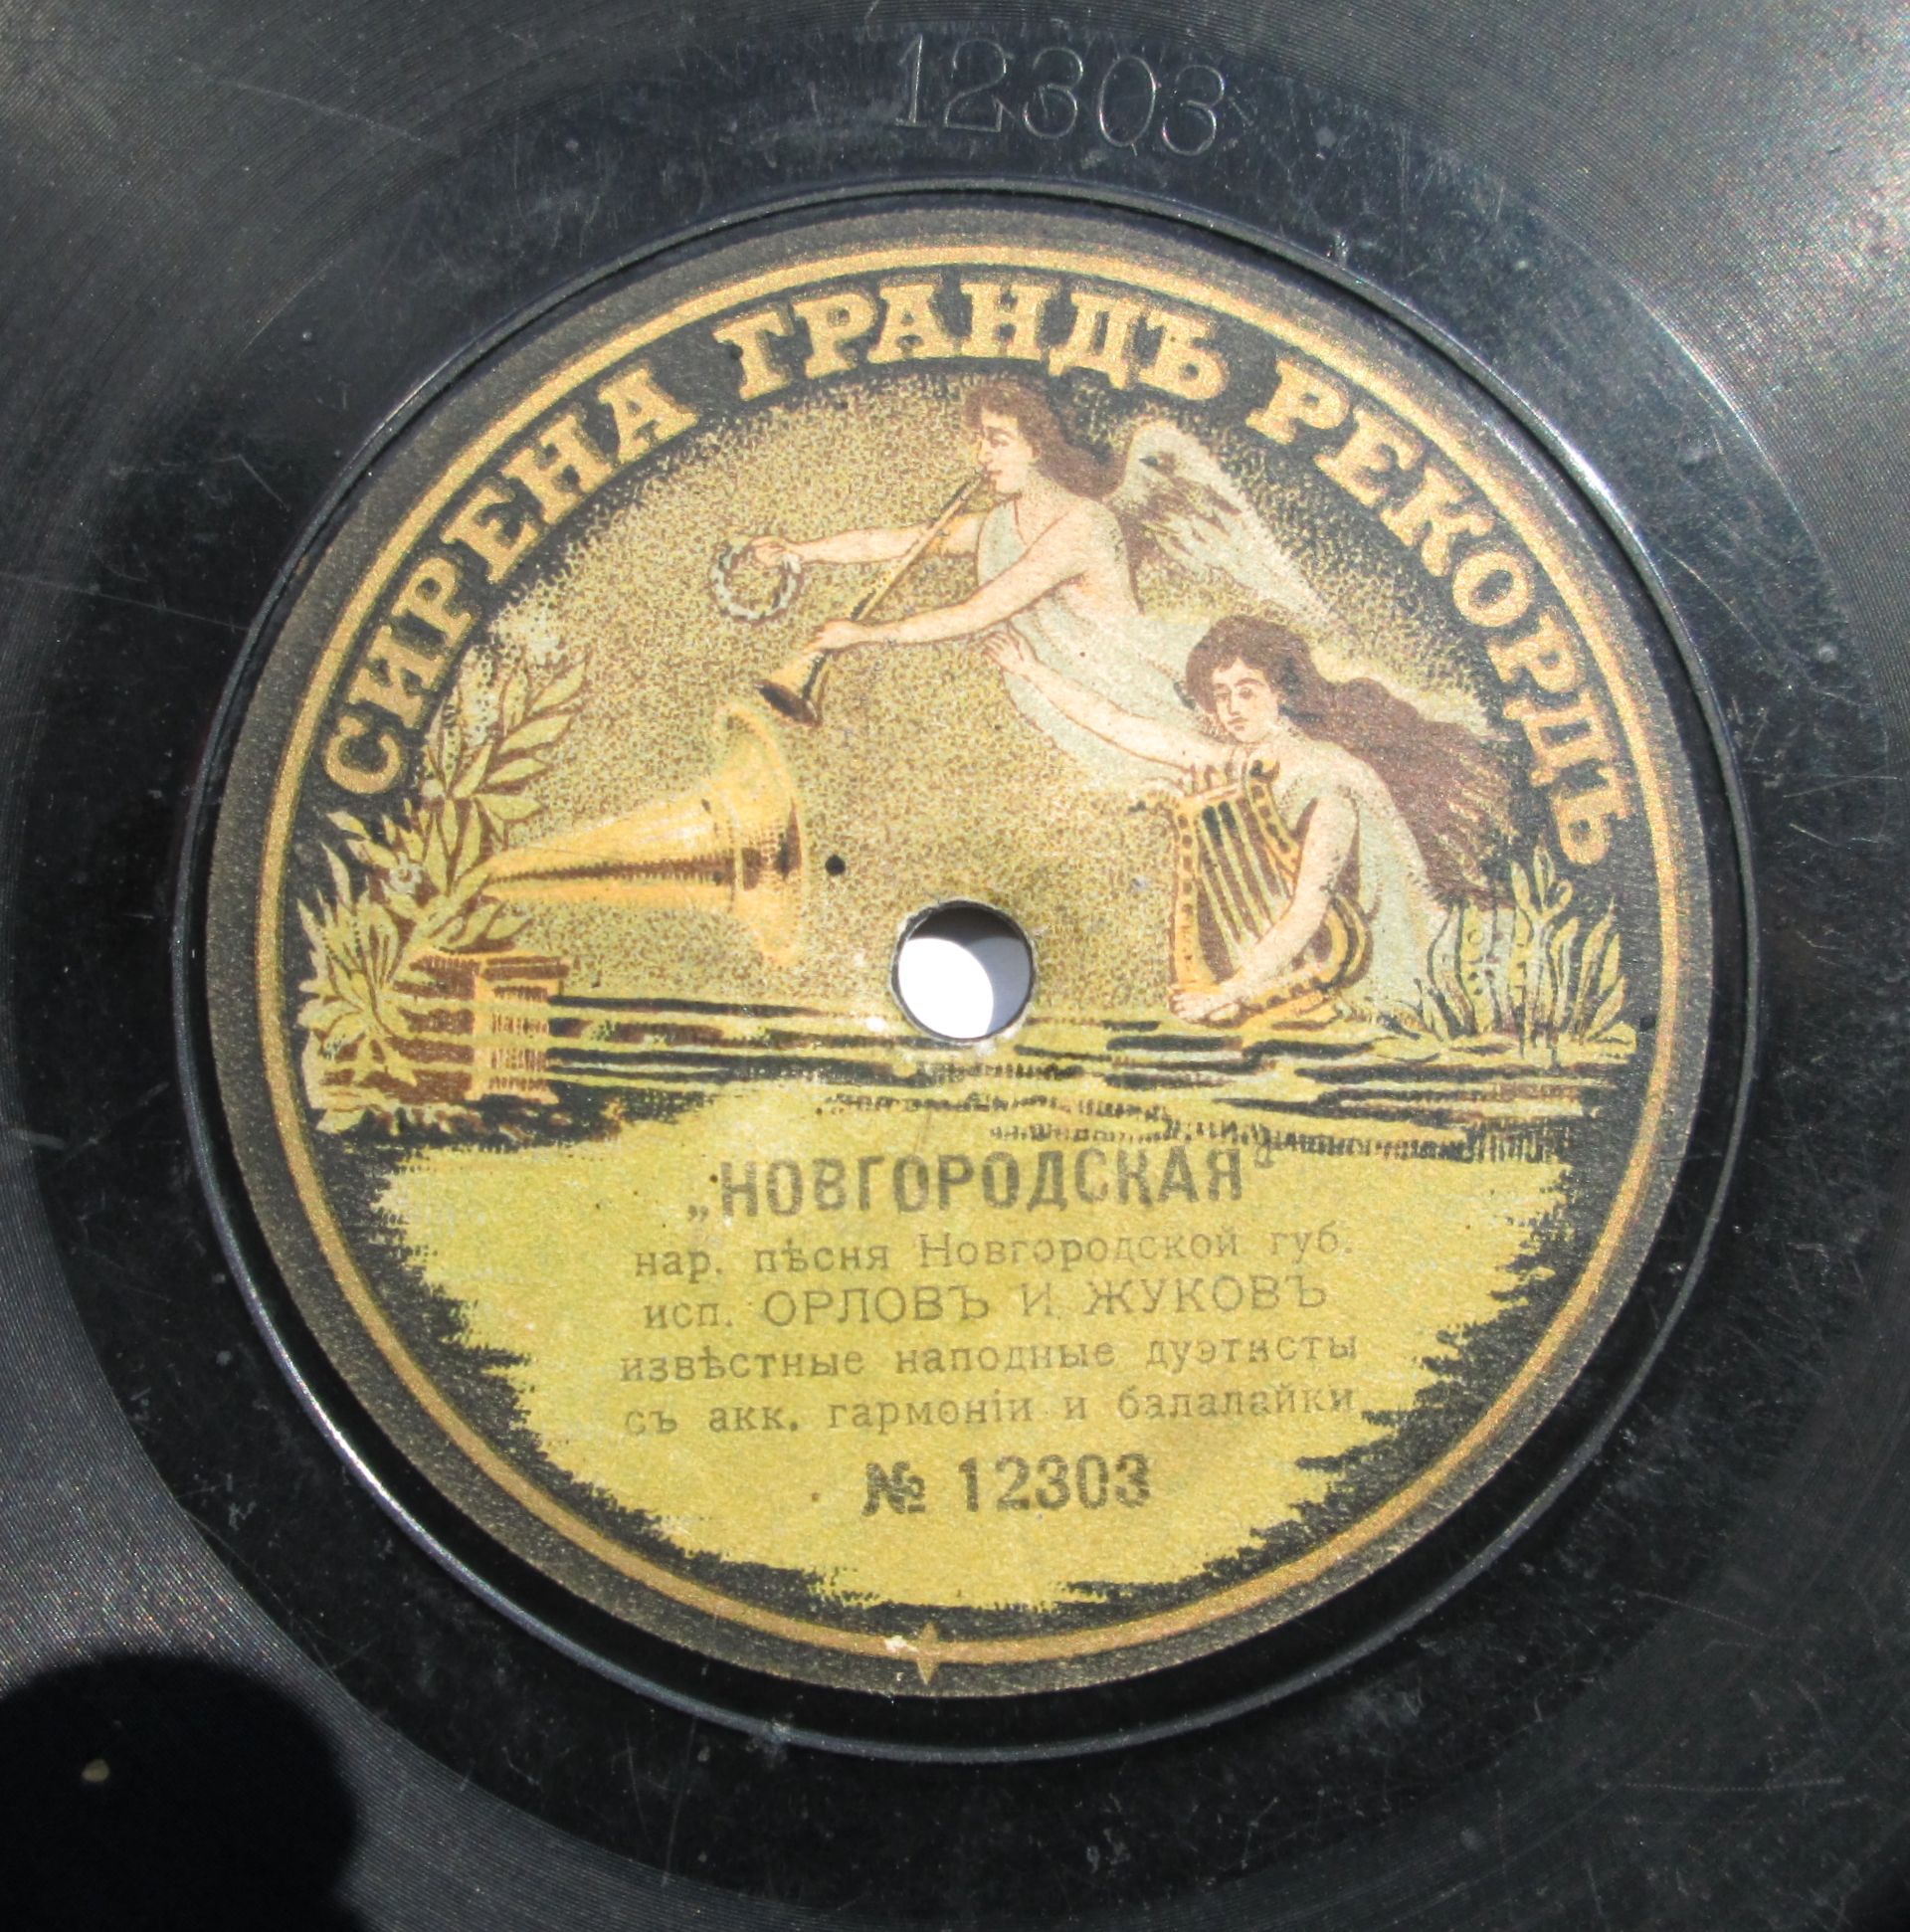 12303
СИРЕНА ГРАНДЪ РЕКОРДЪ
„НОВГОРОДСКАЯ“
нар. пѣсня Новгородской губ.
исп. ОРЛОВЪ И ЖУКОВЪ
извѣстные наподные дуэтисты
съ акк. гармоніи и балалайки
№ 12303